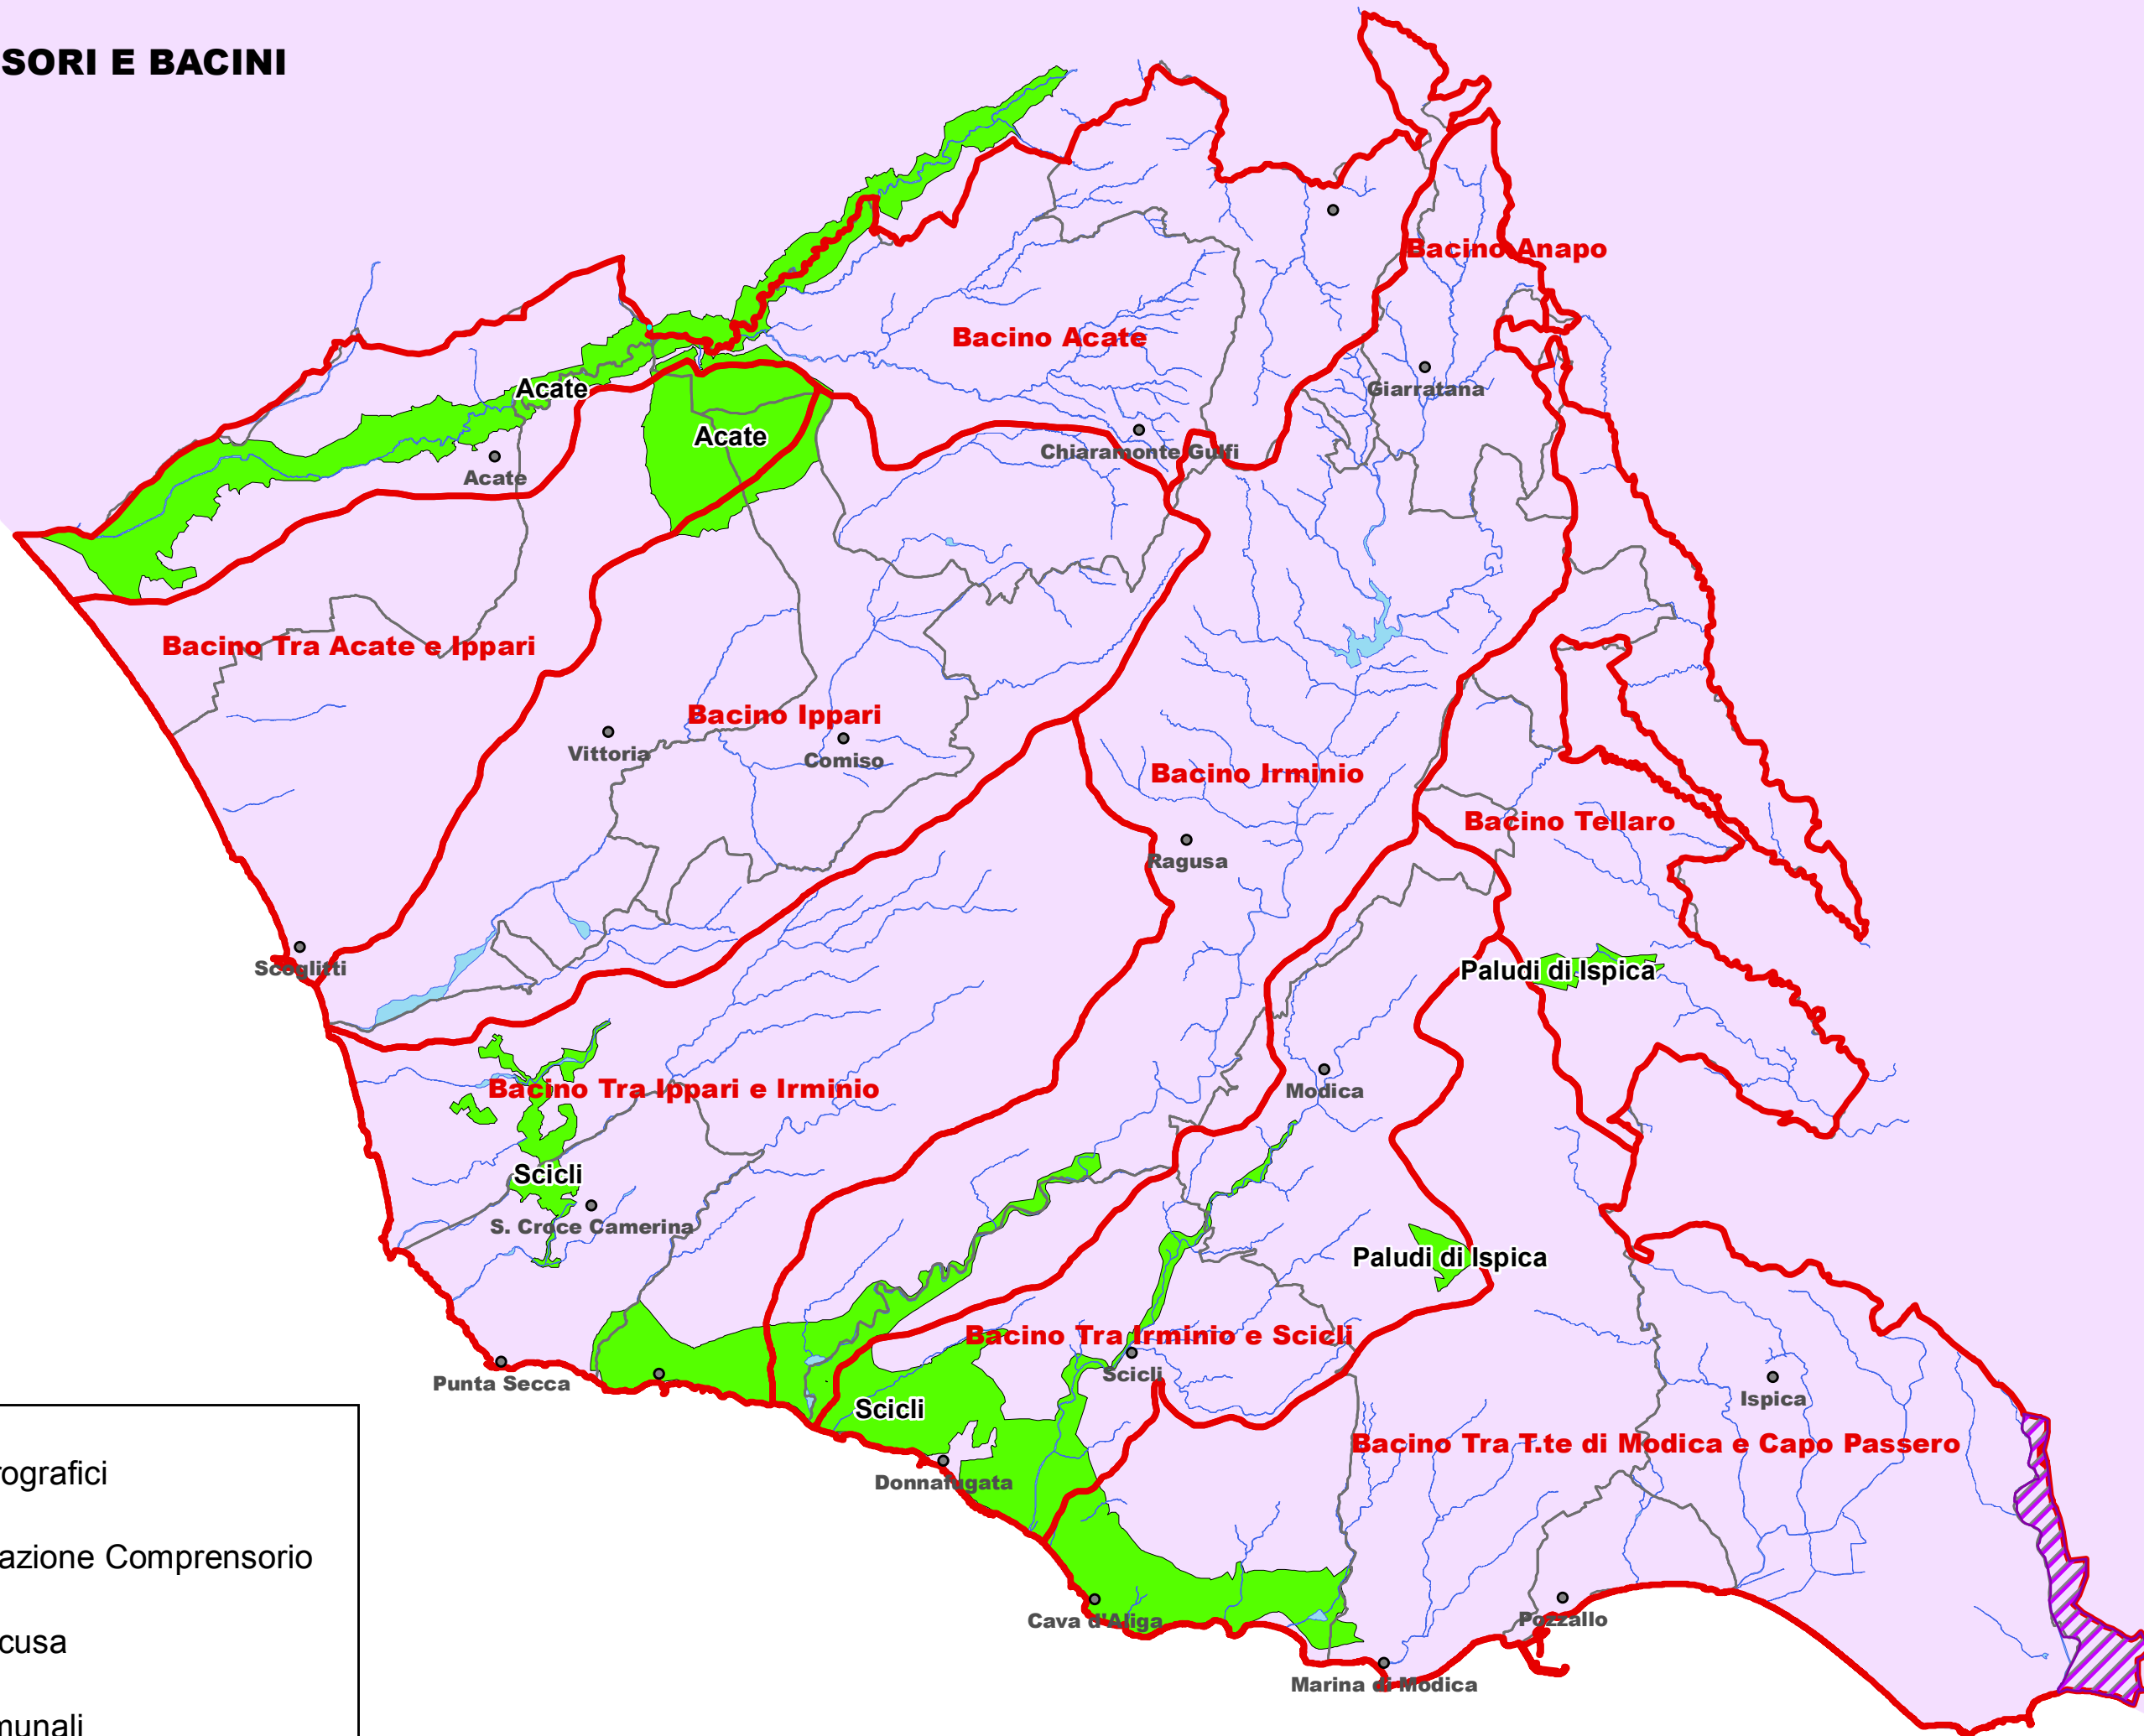 SORI E BACINI
Bacino Anapo
Bacino Acate
Giarratana
Acate
Acate
Chiaramonte Gulfi
Acate
Bacino Tra Acate e Ippari
Bacino Ippari
Vittoria
Comiso
Bacino Irminio
Bacino Tellaro
Ragusa
Scoglitti
Paludi di Ispica
Bacino Tra Ippari e Irminio
Modica
Scicli
S. Croce Camerina
Paludi di Ispica
Bacino Tra Irminio e Scicli
Scicli
Punta Secca
Ispica
Scicli
Bacino Tra T.te di Modica e Capo Passero
Donnafugata
Cava d'Aliga
Pozzallo
Marina di Modica
rografici
azione Comprensorio
cusa
munali